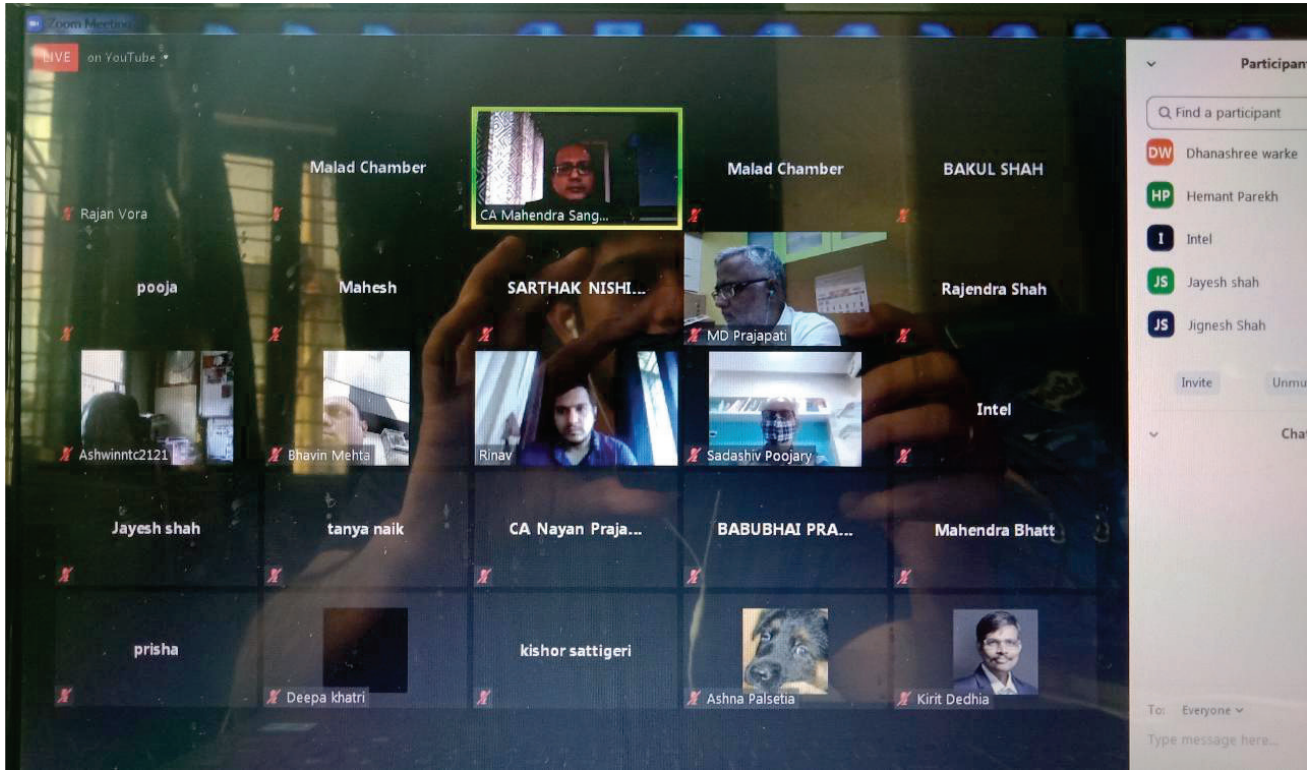 Zoom Meeting
LIVE on YouTube
Rajan Vora
Malad Chamber
CA Mahendra Sang...
Malad Chamber
BAKUL SHAH
pooja
Mahesh
SARTHAK NISHI...
MD Prajapati
Rajendra Shah
Ashwinntc2121
Bhavin Mehta
Rinav
Sadashiv Poojary
Intel
Jayesh shah
tanya naik
CA Nayan Praja...
BABUBHAI PRA...
Mahendra Bhatt
prisha
Deepa khatri
kishor sattigeri
Ashna Palsetia
Kirit Dedhia
Participan
Find a participant
DW Dhanashree warke
HP Hemant Parekh
I Intel
JS Jayesh shah
JS Jignesh Shah
Invite Unmu
Chat
To: Everyone
Type message here...